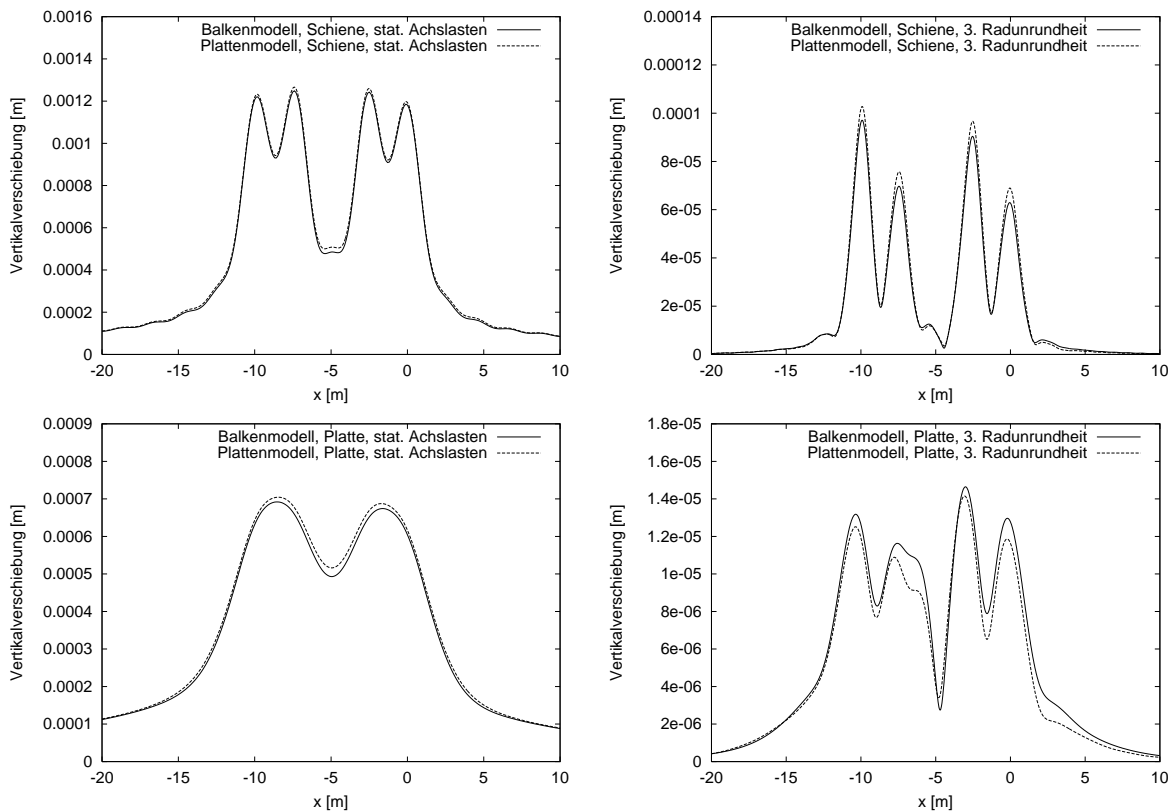 Balkenmodell, Schiene, stat. Achslasten
Plattenmodell, Schiene, stat. Achslasten
0.0016
0.0014
0.0012
0.001
0.0008
0.0006
0.0004
0.0002
0
Vertikalverschiebung [m]
-20 -15 -10 -5 0 5 10
x [m]
Balkenmodell, Schiene, 3. Radunrundheit
Plattenmodell, Schiene, 3. Radunrundheit
0.00014
0.00012
0.0001
8e-05
6e-05
4e-05
2e-05
0
Vertikalverschiebung [m]
-20 -15 -10 -5 0 5 10
x [m]
Balkenmodell, Platte, stat. Achslasten
Plattenmodell, Platte, stat. Achslasten
0.0009
0.0008
0.0007
0.0006
0.0005
0.0004
0.0003
0.0002
0.0001
0
Vertikalverschiebung [m]
-20 -15 -10 -5 0 5 10
x [m]
Balkenmodell, Platte, 3. Radunrundheit
Plattenmodell, Platte, 3. Radunrundheit
1.8e-05
1.6e-05
1.4e-05
1.2e-05
1e-05
8e-06
6e-06
4e-06
2e-06
0
Vertikalverschiebung [m]
-20 -15 -10 -5 0 5 10
x [m]